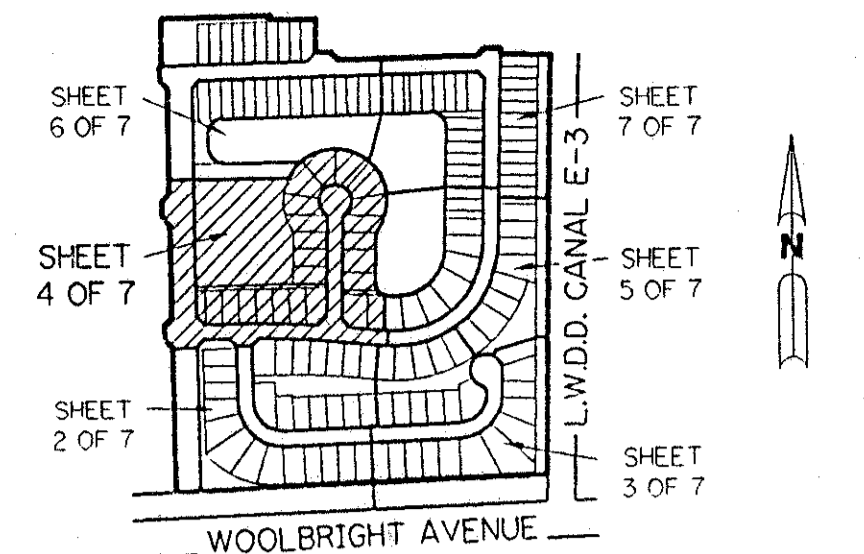 SHEET
6 OF 7
SHEET
7 OF 7
SHEET
4 OF 7
SHEET
5 OF 7
SHEET
2 OF 7
SHEET
3 OF 7
L.W.D.D. CANAL E-3
N
WOOLBRIGHT AVENUE